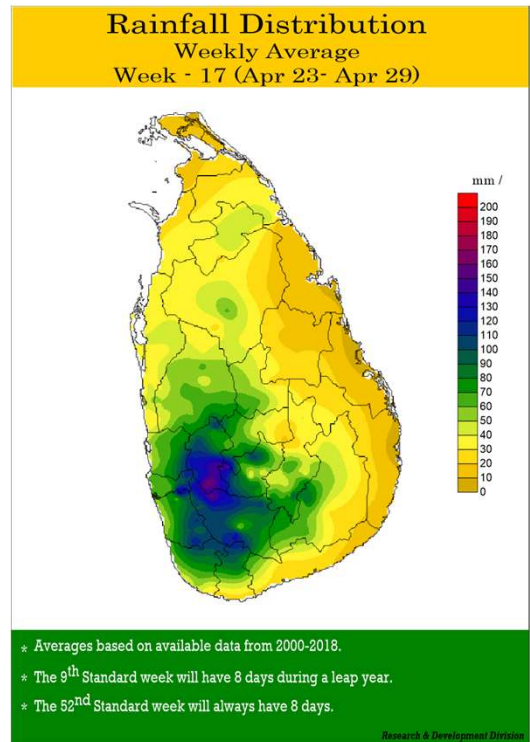 Rainfall Distribution
Weekly Average
Week - 17 (Apr 23- Apr 29)
mm /
200
190
180
170
160
150
140
130
120
110
100
90
80
70
60
50
40
30
20
10
0
* Averages based on available data from 2000-2018.
* The 9th Standard week will have 8 days during a leap year.
* The 52nd Standard week will always have 8 days.
Research & Development Division